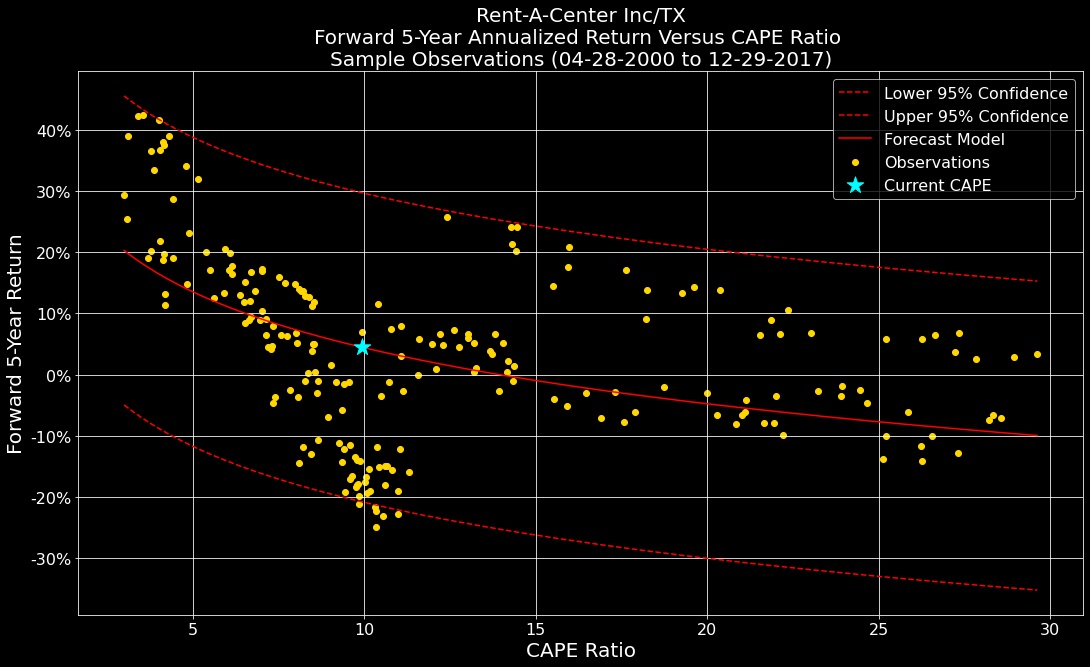 Rent-A-Center Inc/TX
Forward 5-Year Annualized Return Versus CAPE Ratio
Sample Observations (04-28-2000 to 12-29-2017)
Lower 95% Confidence
Upper 95% Confidence
Forecast Model
Observations
Current CAPE
Forward 5-Year Return
40%
30%
20%
10%
0%
-10%
-20%
-30%
5
10
15
20
25
30
CAPE Ratio